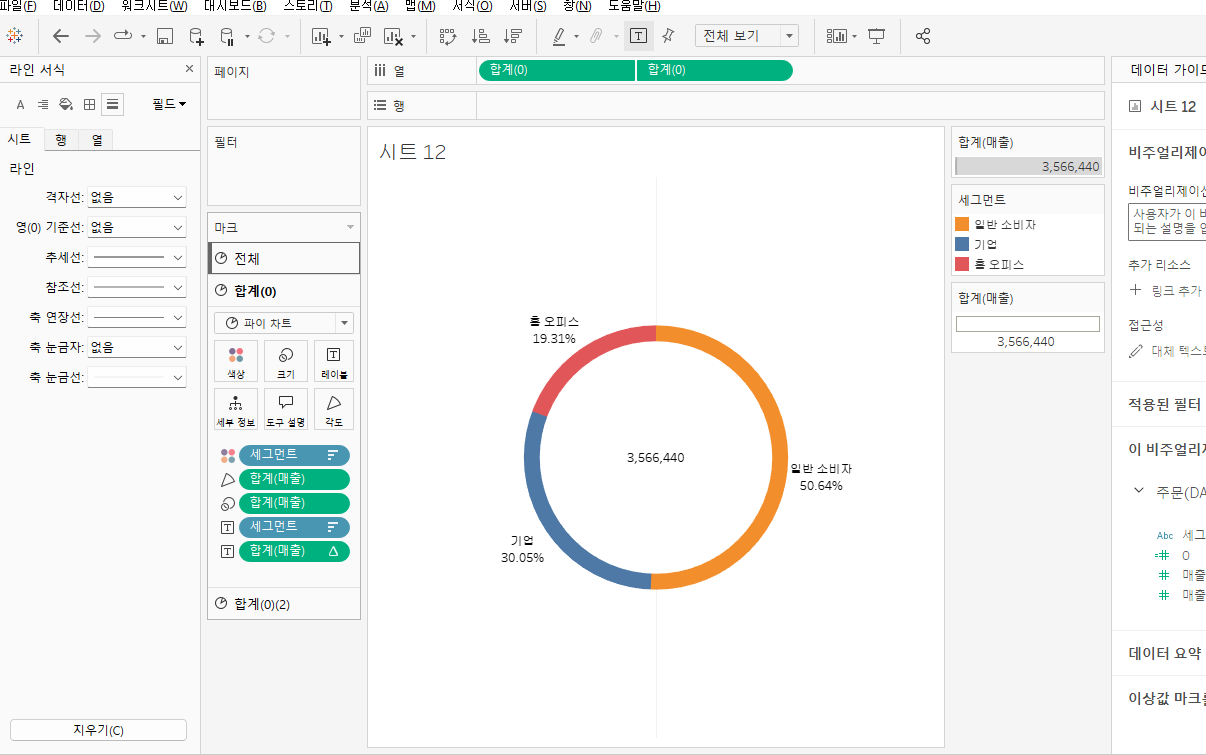 파일(F) 데이터(D) 워크시트(W) 대시보드(B) 스토리(T) 분석(A) 맵(M) 서식(O) 서버(S) 창(N) 도움말(H)
전체 보기
라인 서식
필드
시트 행 열
라인
격자선: 없음
영(0) 기준선: 없음
추세선:
참조선:
축 연장선:
축 눈금자: 없음
축 눈금선:
지우기(C)
페이지
필터
마크
전체
합계(0)
파이 차트
색상 크기 레이블
세부 정보 도구 설명 각도
세그먼트
합계(매출)
합계(매출)
세그먼트
합계(매출)
합계(0)(2)
열 합계(0) 합계(0)
행
시트 12
홈 오피스
19.31%
3,566,440
일반 소비자
50.64%
기업
30.05%
합계(매출)
3,566,440
세그먼트
일반 소비자
기업
홈 오피스
합계(매출)
3,566,440
데이터 가이드
시트 12
비주얼리제이
비주얼리제이션
사용자가 이 비
되는 설명을 입
추가 리소스
링크 추가
접근성
대체 텍스트
적용된 필터
이 비주얼리제
주문(DA
Abc 세그
0
매출
매출
데이터 요약
이상값 마크를